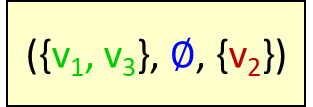 ({v₁, v₃}, Ø, {v₂})